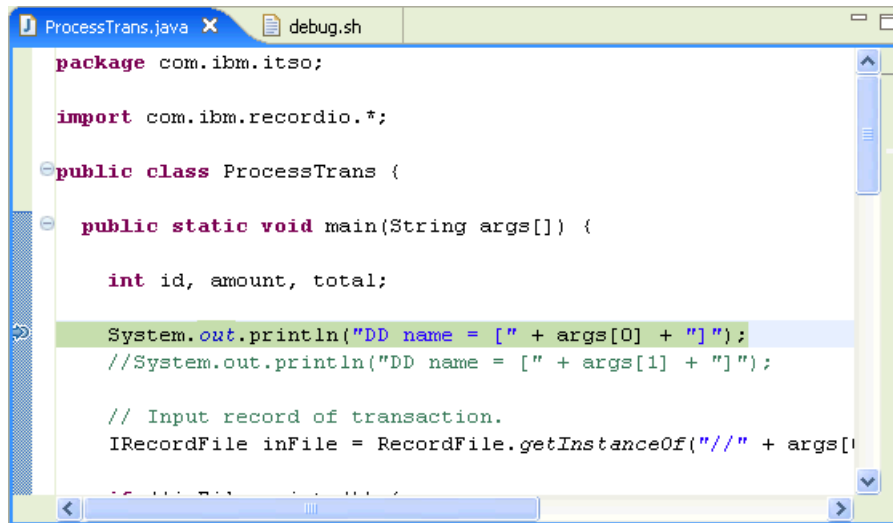 ProcessTrans.java debug.sh
package com.ibm.itso;
import com.ibm.recordio.*;
public class ProcessTrans {
public static void main(String args[]) {
int id, amount, total;
System.out.println("DD name = [" + args[0] + "]");
//System.out.println("DD name = [" + args[1] + "]");
// Input record of transaction.
IRecordFile inFile = RecordFile.getInstanceOf("//" + args[